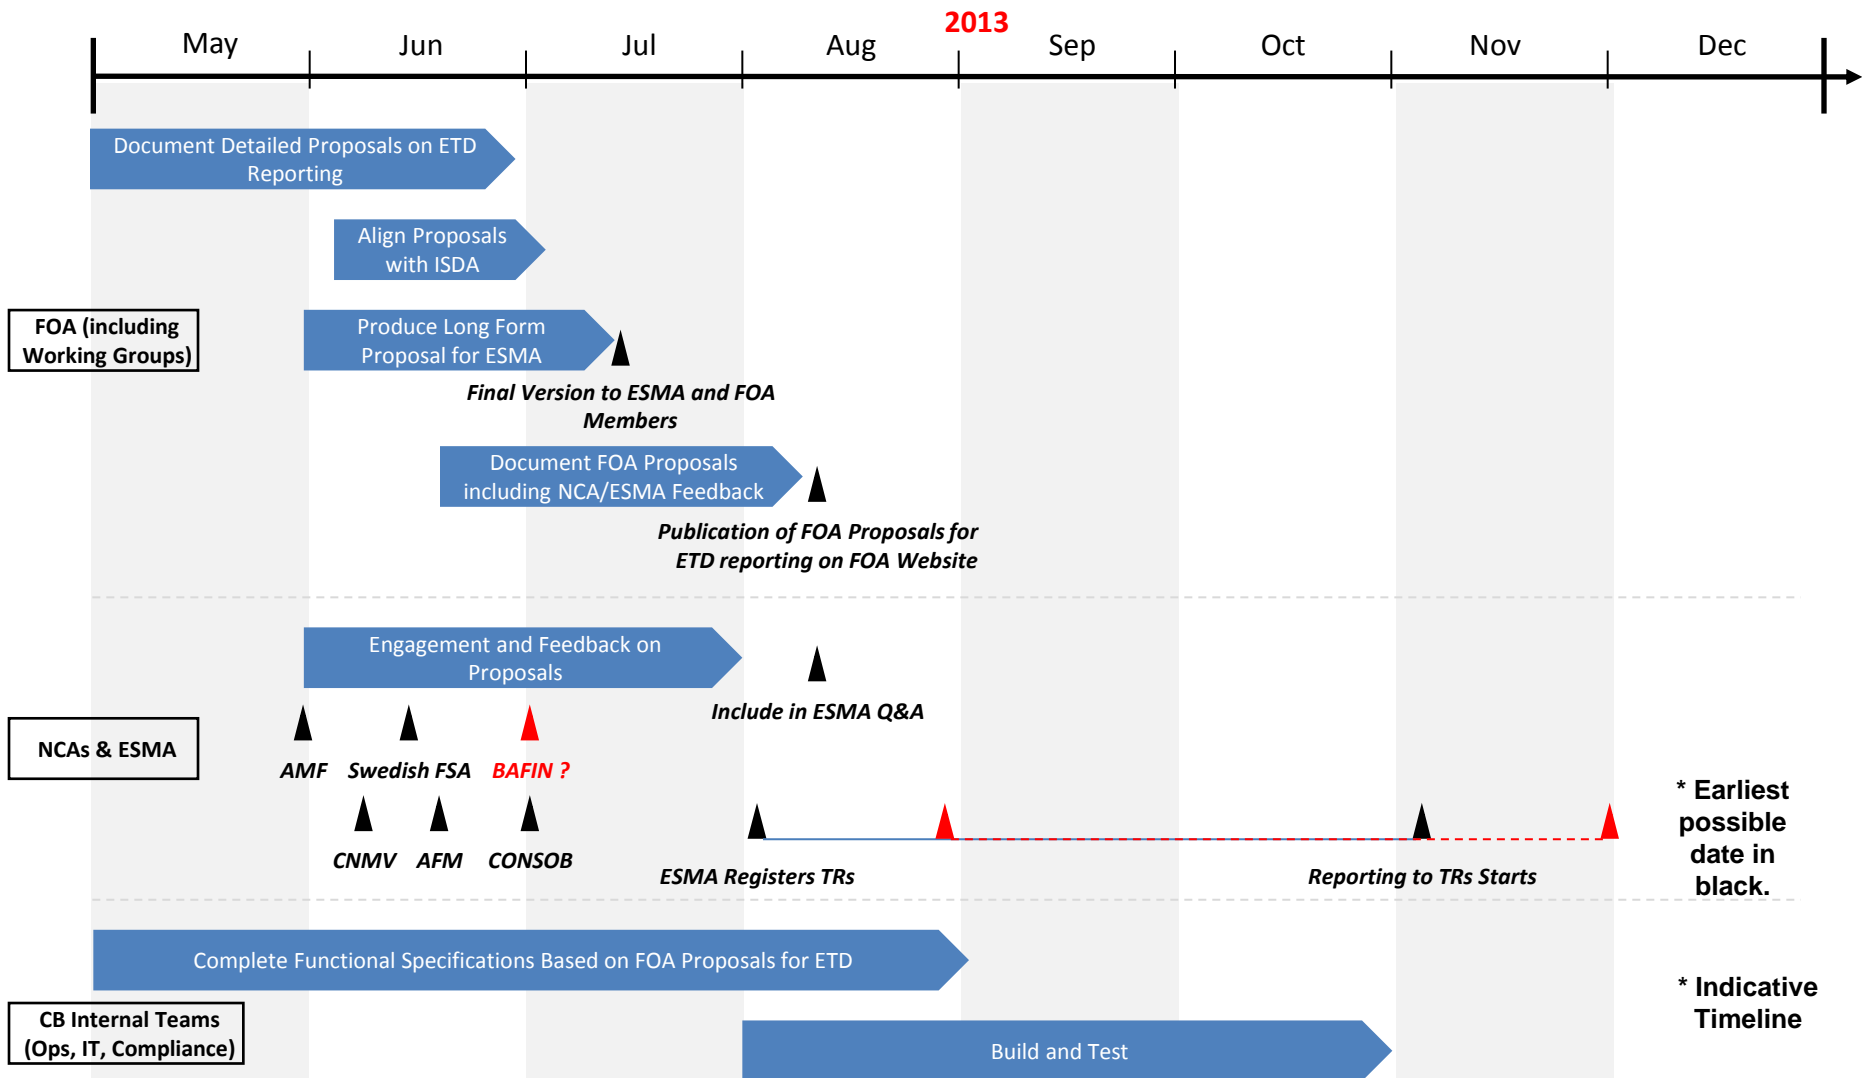 2013
May
Jun
Jul
Aug
Sep
Oct
Nov
Dec
Document Detailed Proposals on ETD
Reporting
Align Proposals
with ISDA
FOA (including
Working Groups)
Produce Long Form
Proposal for ESMA
Final Version to ESMA and FOA
Members
Document FOA Proposals
including NCA/ESMA Feedback
Publication of FOA Proposals for
ETD reporting on FOA Website
Engagement and Feedback on
Proposals
Include in ESMA Q&A
NCAs & ESMA
AMF
Swedish FSA
BAFIN ?
CNMV
AFM
CONSOB
ESMA Registers TRs
Reporting to TRs Starts
* Earliest
possible
date in
black.
Complete Functional Specifications Based on FOA Proposals for ETD
CB Internal Teams
(Ops, IT, Compliance)
Build and Test
* Indicative
Timeline